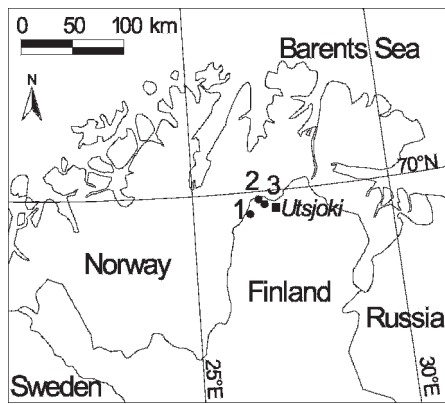 0 50 100 km
Barents Sea
N
70°N
2 3
1
Utsjoki
Norway
Finland
Russia
25°E
30°E
Sweden